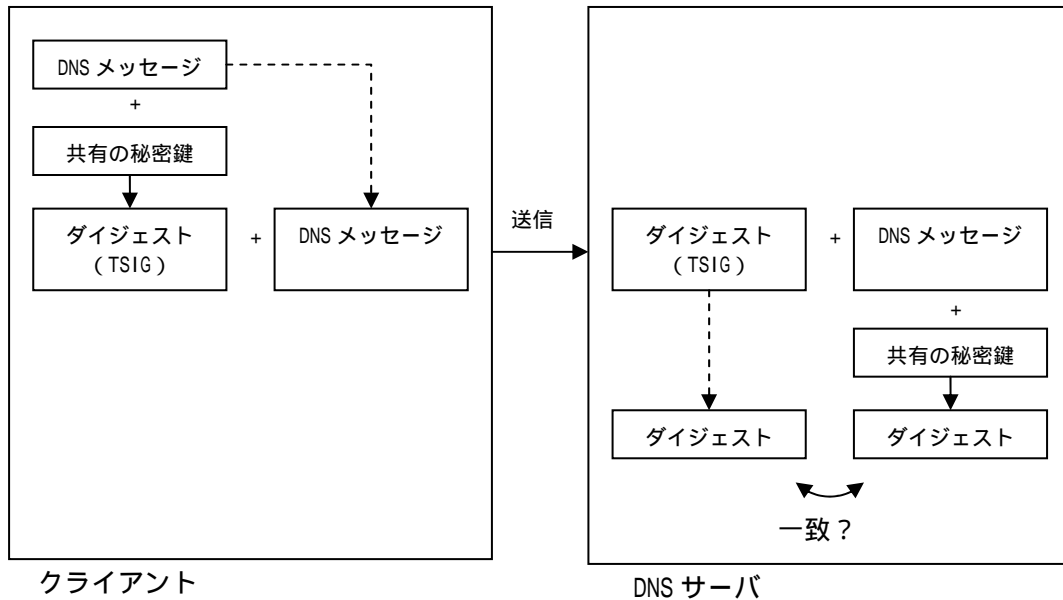 DNS メッセージ
+
共有の秘密鍵
ダイジェスト
(TSIG)
+
DNS メッセージ
送信
ダイジェスト
(TSIG)
+
DNS メッセージ
+
共有の秘密鍵
ダイジェスト
ダイジェスト
一致？
クライアント
DNS サーバ